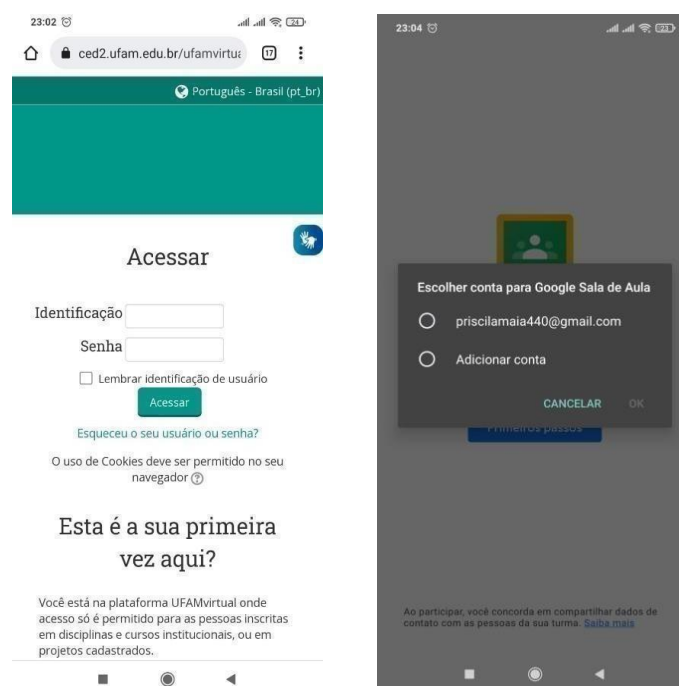 23:02
24
ced2.ufam.edu.br/ufamvirtua
17
Português - Brasil (pt_br)
Acessar
Identificação
Senha
Lembrar identificação de usuário
Acessar
Esqueceu o seu usuário ou senha?
O uso de Cookies deve ser permitido no seu
navegador
Esta é a sua primeira
vez aqui?
Você está na plataforma UFAMvirtual onde
acesso só é permitido para as pessoas inscritas
em disciplinas e cursos institucionais, ou em
projetos cadastrados.
23:04
23
Escolher conta para Google Sala de Aula
priscilamaia440@gmail.com
Adicionar conta
CANCELAR
OK
Primeiros passos
Ao participar, você concorda em compartilhar dados de
contato com as pessoas da sua turma. Saiba mais